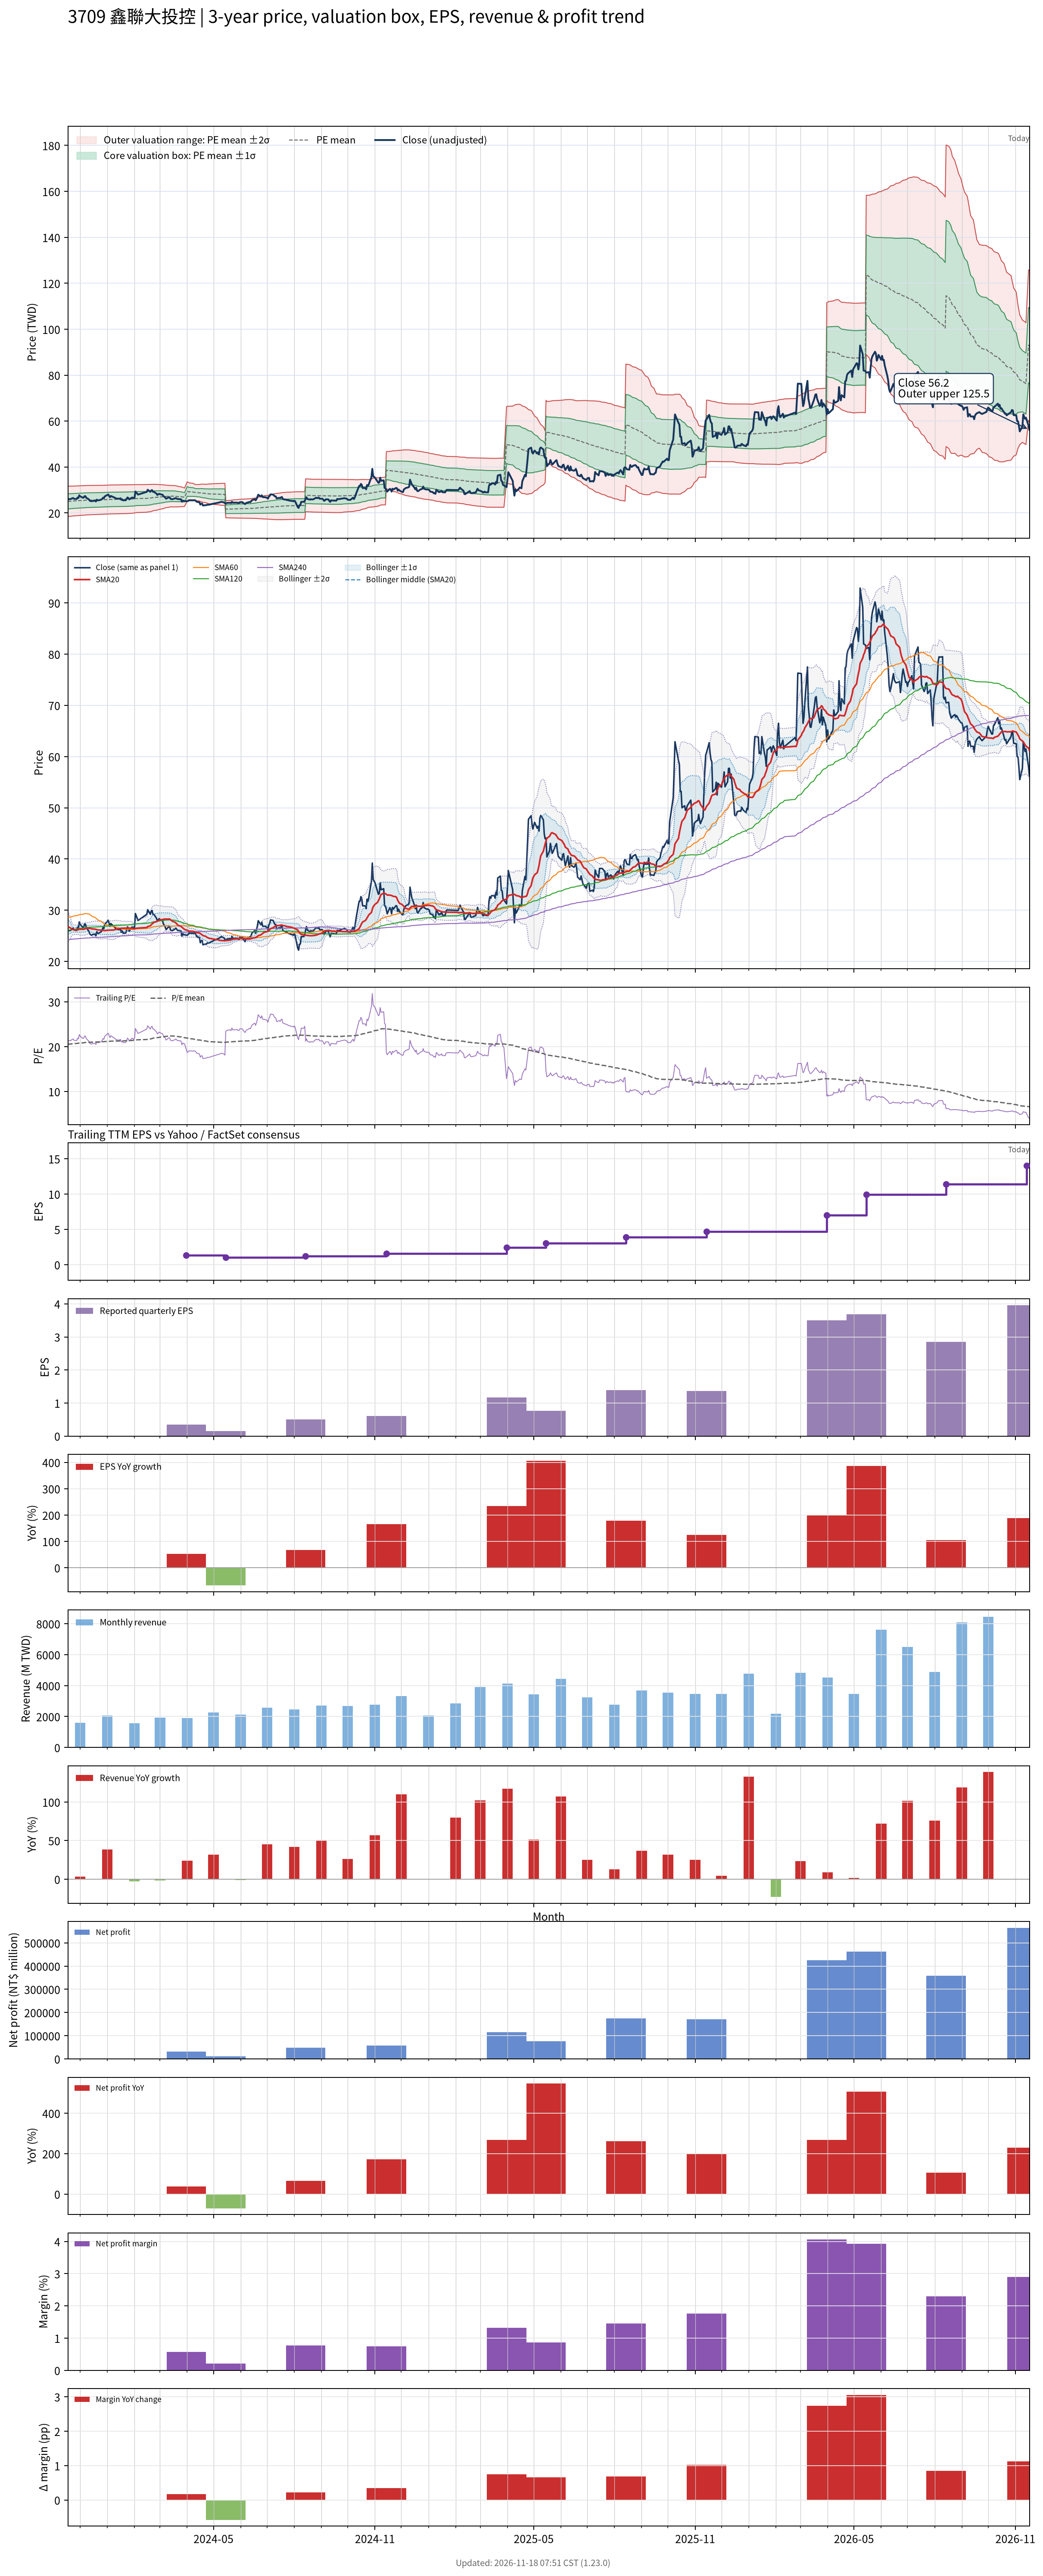 3709 鑫聯大投控 | 3-year price, valuation box, EPS, revenue & profit trend
Outer valuation range: PE mean ±2σ
Core valuation box: PE mean ±1σ
PE mean
Close (unadjusted)
Today
180
160
140
120
100
80
60
40
20
Price (TWD)
Close 56.2
Outer upper 125.5
Close (same as panel 1)
SMA20
SMA60
SMA120
SMA240
Bollinger ±2σ
Bollinger ±1σ
Bollinger middle (SMA20)
90
80
70
60
50
40
30
20
Price
Trailing P/E
P/E mean
30
20
10
P/E
Trailing TTM EPS vs Yahoo / FactSet consensus
Today
15
10
5
0
EPS
Reported quarterly EPS
4
3
2
1
0
EPS
EPS YoY growth
400
300
200
100
0
YoY (%)
Monthly revenue
8000
6000
4000
2000
0
Revenue (M TWD)
Revenue YoY growth
100
50
0
YoY (%)
Month
Net profit
500000
400000
300000
200000
100000
0
Net profit (NT$ million)
Net profit YoY
400
200
0
YoY (%)
Net profit margin
4
3
2
1
0
Margin (%)
Margin YoY change
3
2
1
0
Δ margin (pp)
2024-05
2024-11
2025-05
2025-11
2026-05
2026-11
Updated: 2026-11-18 07:51 CST (1.23.0)